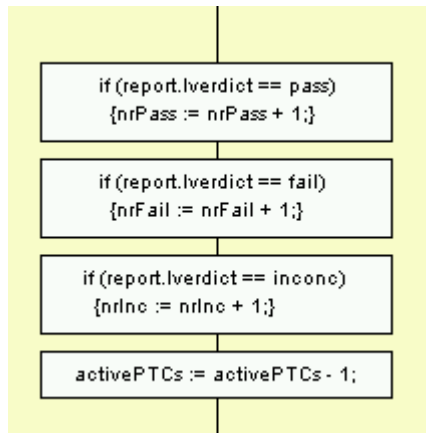 if (report.lverdict == pass)
{nrPass := nrPass + 1;}
if (report.lverdict == fail)
{nrFail := nrFail + 1;}
if (report.lverdict == inconc)
{nrInc := nrInc + 1;}
activePTCs := activePTCs - 1;